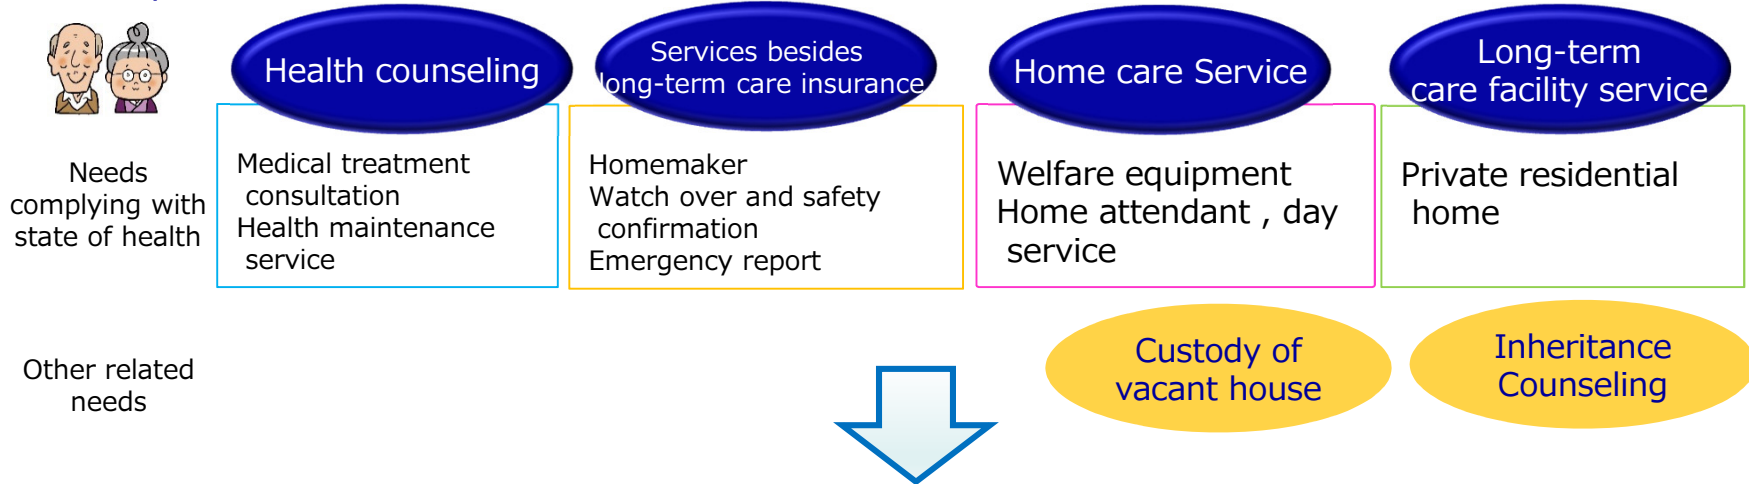 Health counseling
Services besides
long-term care insurance
Home care Service
Long-term
care facility service
Needs
complying with
state of health
Medical treatment
consultation
Health maintenance
service
Homemaker
Watch over and safety
confirmation
Emergency report
Welfare equipment
Home attendant , day
service
Private residential
home
Other related
needs
Custody of
vacant house
Inheritance
Counseling